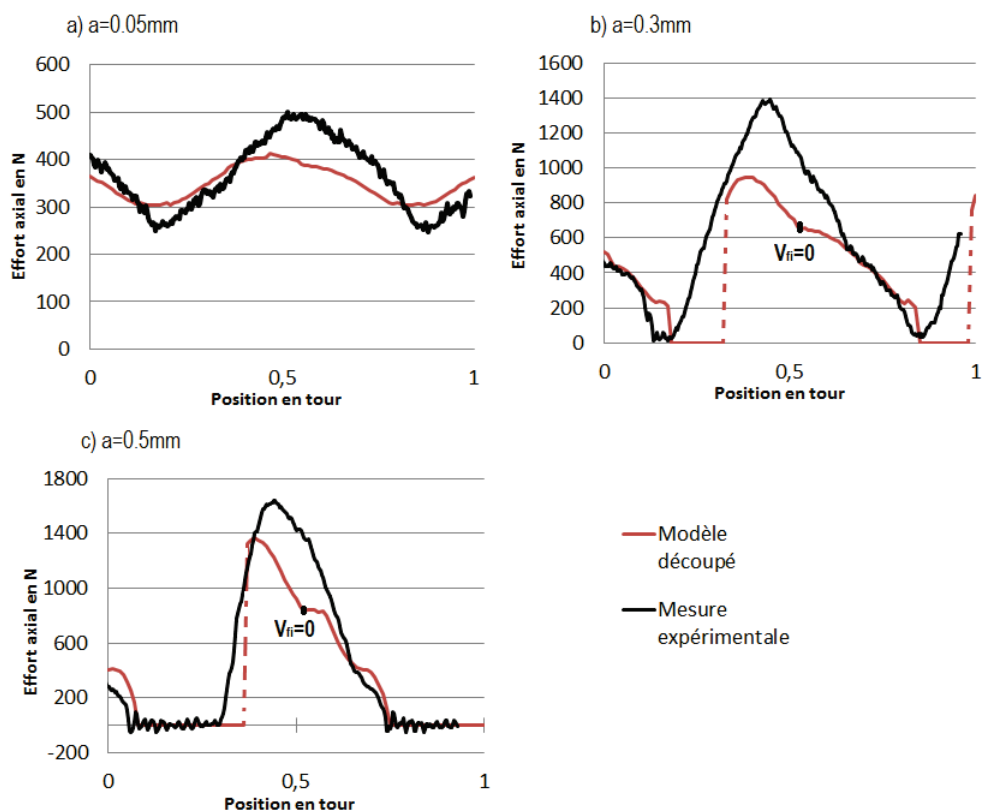 a) a=0.05mm
600
500
400
300
200
100
0
Effort axial en N
0
0,5
1
Position en tour
b) a=0.3mm
1600
1400
1200
1000
800
600
400
200
0
Effort axial en N
Vfi=0
0
0,5
1
Position en tour
c) a=0.5mm
1800
1400
1000
600
200
-200
Effort axial en N
Vfi=0
0
0,5
1
Position en tour
Modèle
découpé
Mesure
expérimentale